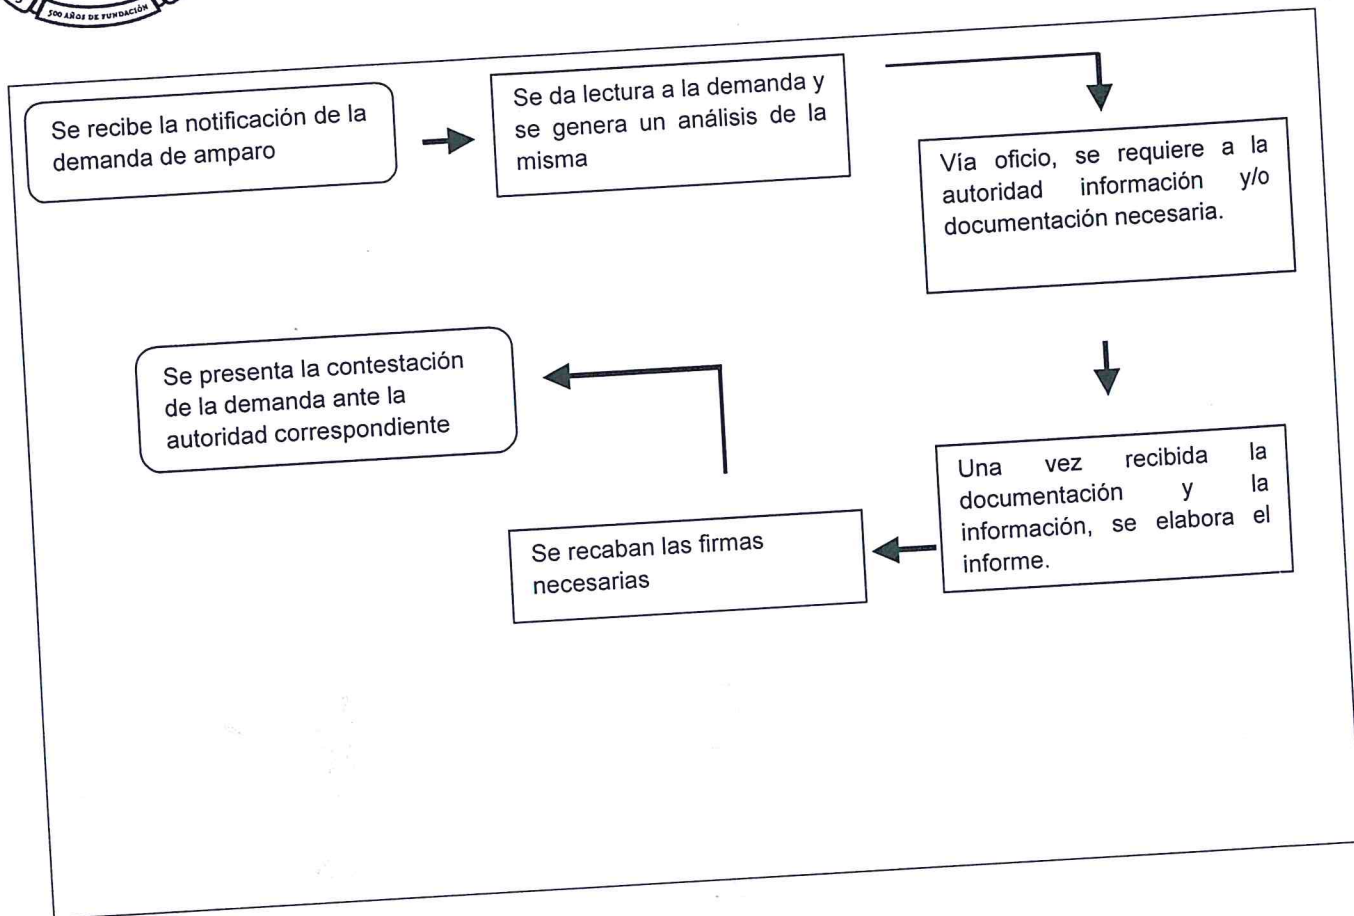 500 AÑOS DE FUNDACIÓN
Se recibe la notificación de la
demanda de amparo
Se da lectura a la demanda y
se genera un análisis de la
misma
Vía oficio, se requiere a la
autoridad información y/o
documentación necesaria.
Una vez recibida la
documentación y la
información, se elabora el
informe.
Se recaban las firmas
necesarias
Se presenta la contestación
de la demanda ante la
autoridad correspondiente